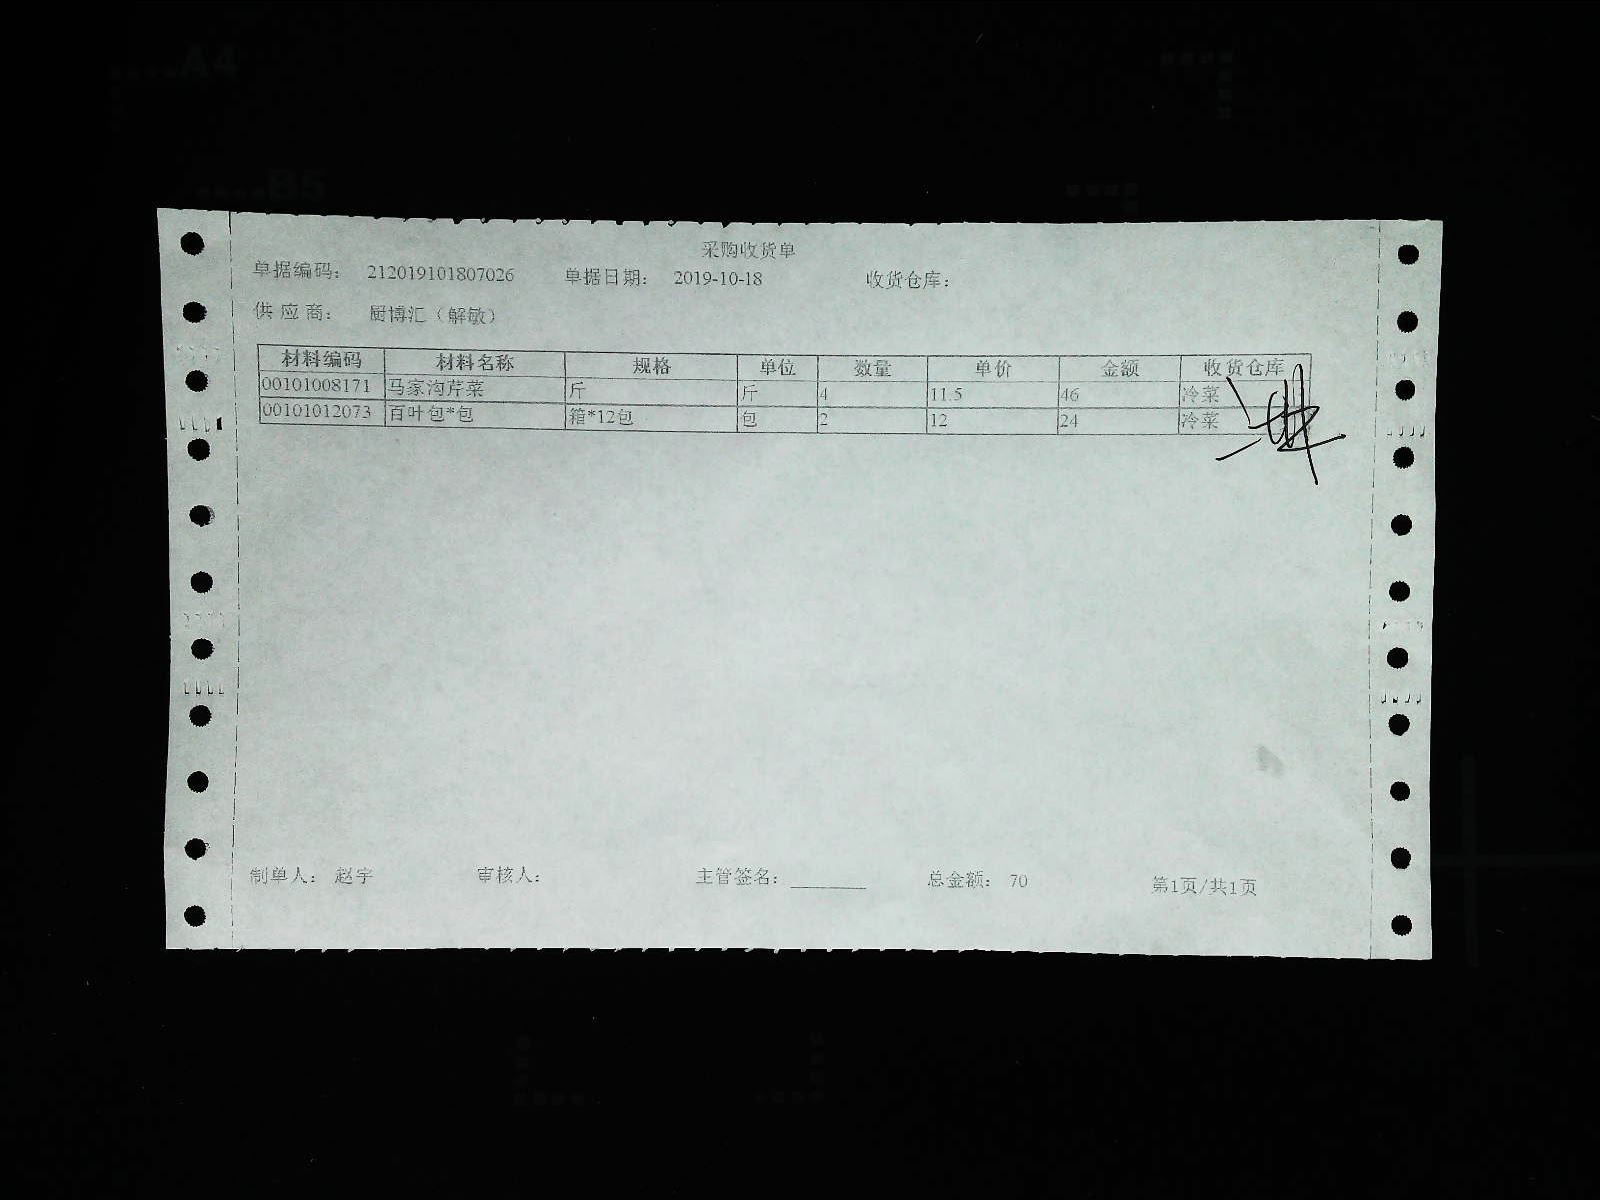 采购收货单
单据编码： 212019101807026 单据日期： 2019-10-18 收货仓库：
供 应 商： 厨博汇（解敏）
材料编码 材料名称 规格 单位 数量 单价 金额 收货仓库
00101008171 马家沟芹菜 斤 斤 4 11.5 46 冷菜
00101012073 百叶包*包 箱*12包 包 2 12 24 冷菜
制单人： 赵宇 审核人： 主管签名： ________ 总金额： 70 第1页/共1页